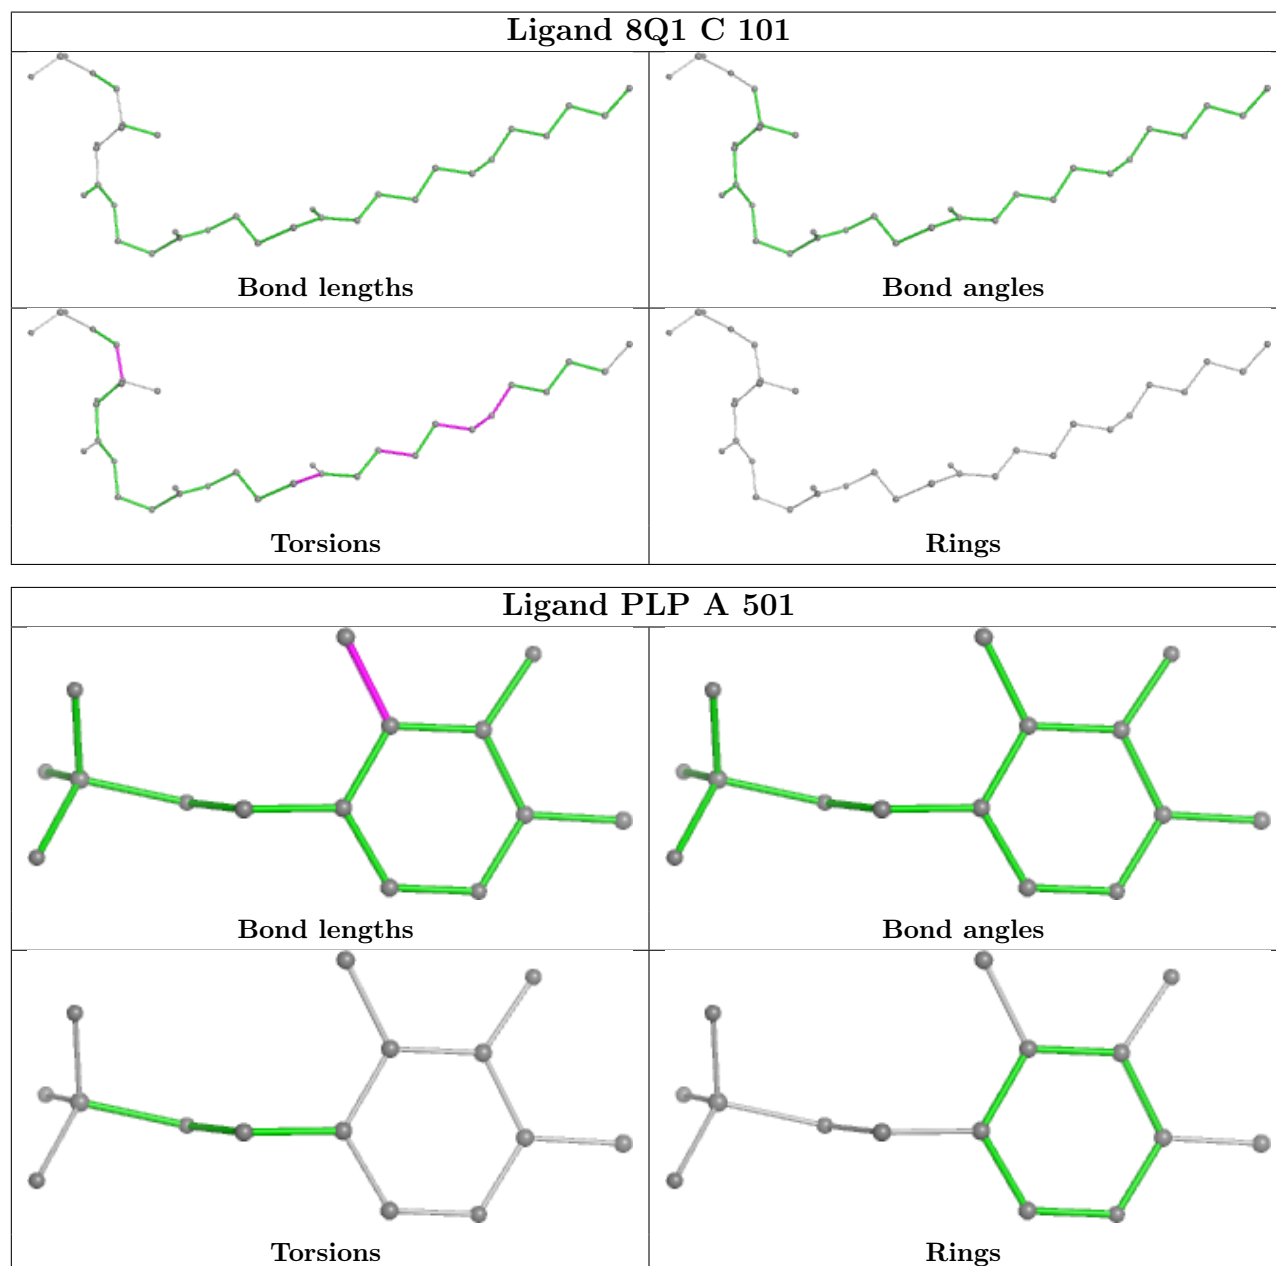 Ligand 8Q1 C 101
Bond lengths
Bond angles
Torsions
Rings
Ligand PLP A 501
Bond lengths
Bond angles
Torsions
Rings